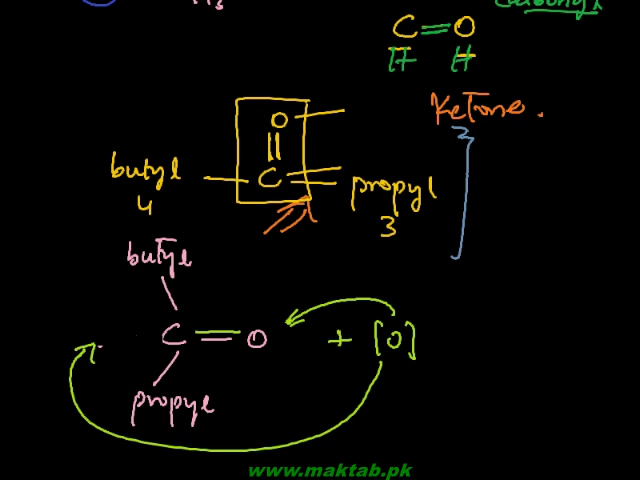 C=O
Ketone.
O
butyl C propyl
4 3
butyl
C=O + [O]
propyl
www.maktab.pk